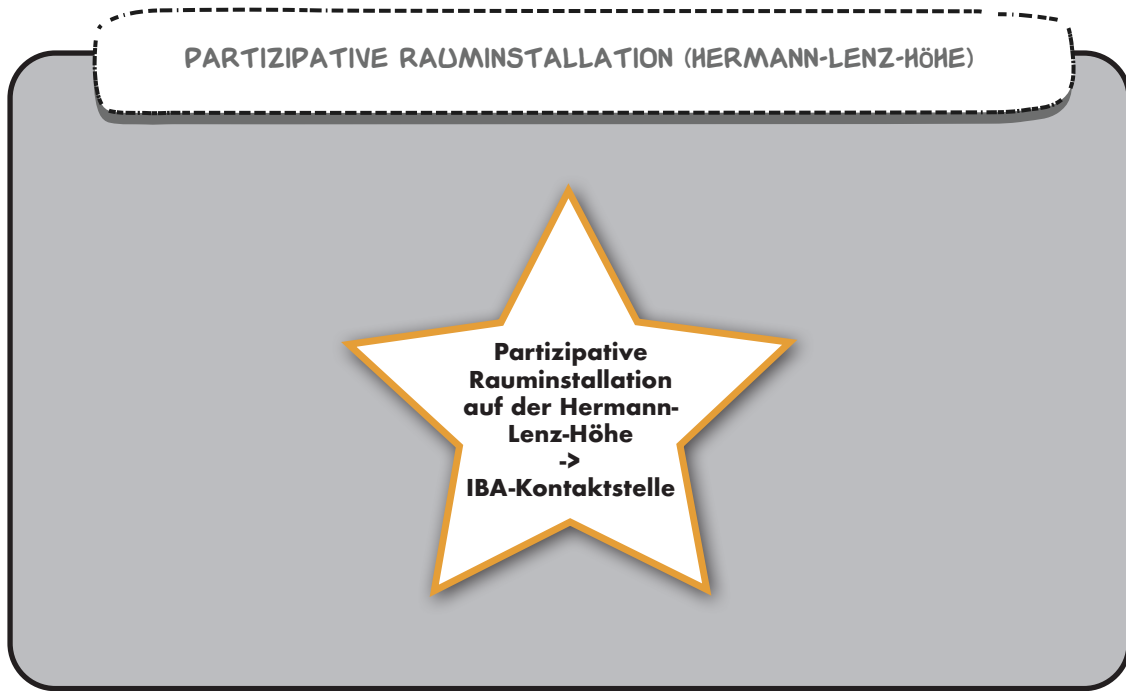 PARTIZIPATIVE RAUMINSTALLATION (HERMANN-LENZ-HÖHE)
Partizipative
Rauminstallation
auf der Hermann-
Lenz-Höhe
->
IBA-Kontaktstelle